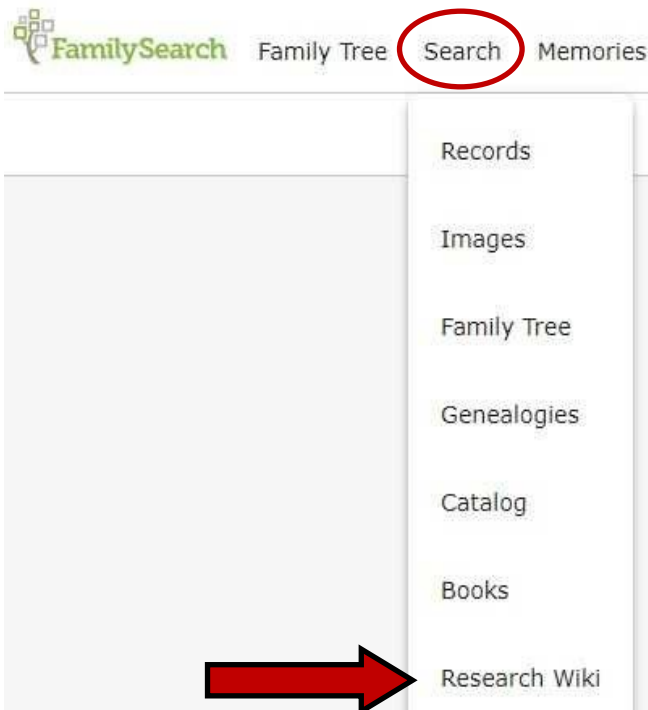 FamilySearch Family Tree Search Memories
Records
Images
Family Tree
Genealogies
Catalog
Books
Research Wiki